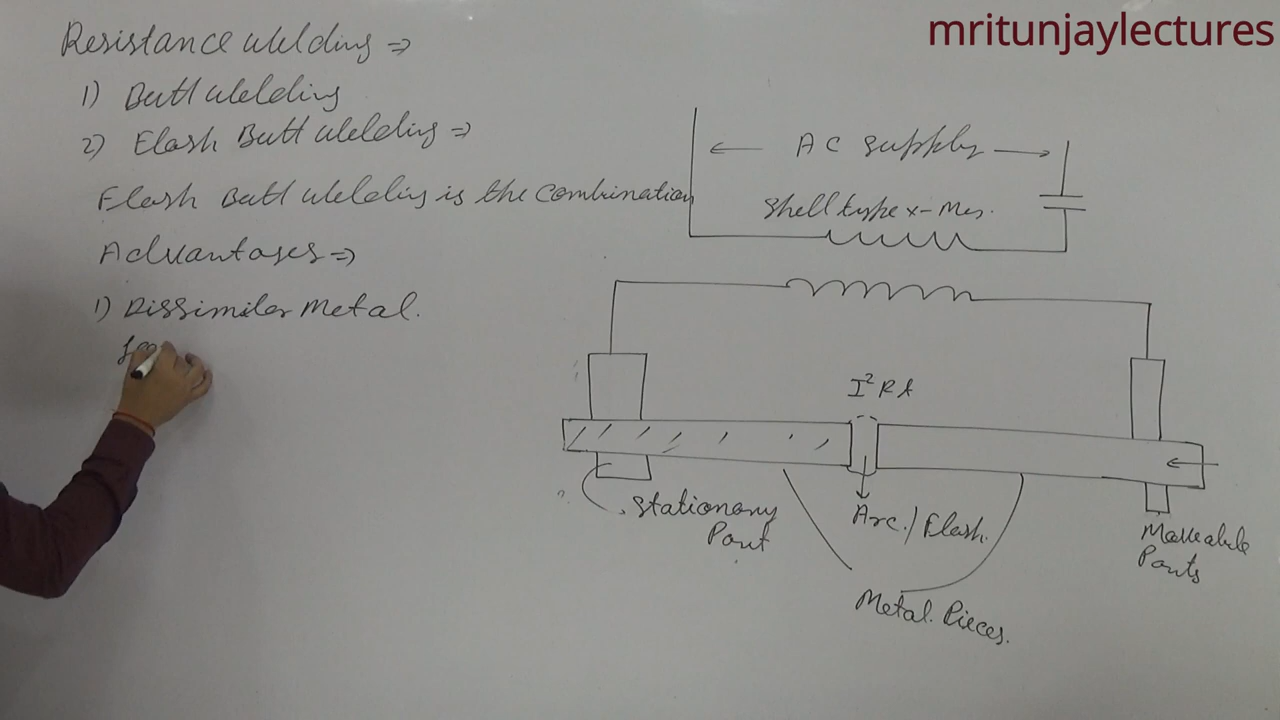 mritunjaylectures
Resistance Welding ⇒
1) Butt Welding
2) Flash Butt Welding ⇒
Flash Butt Welding is the Combination
Advantages ⇒
1) Dissimilar Metal.
← AC Supply →
Shell type x-Mer.
I² R t
Stationary
Part
Arc./Flash.
Moveable
Parts
Metal Pieces.